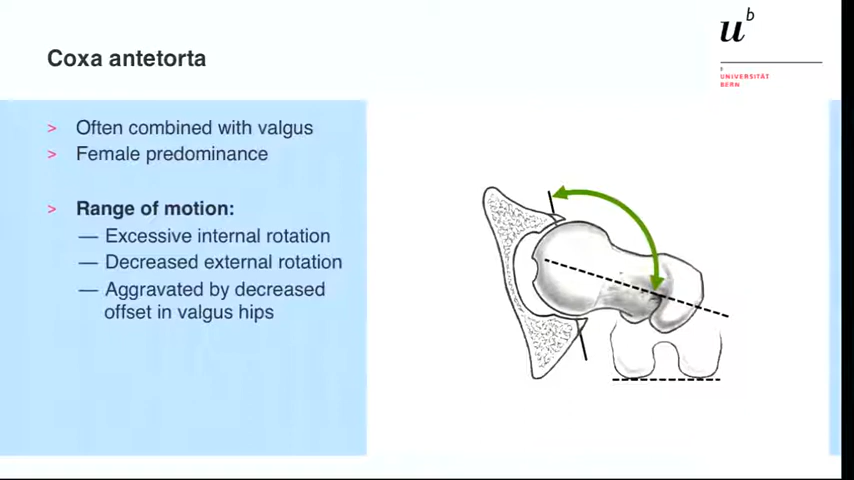 Coxa antetorta
u
b
UNIVERSITÄT
BERN
> Often combined with valgus
> Female predominance
> Range of motion:
— Excessive internal rotation
— Decreased external rotation
— Aggravated by decreased
offset in valgus hips